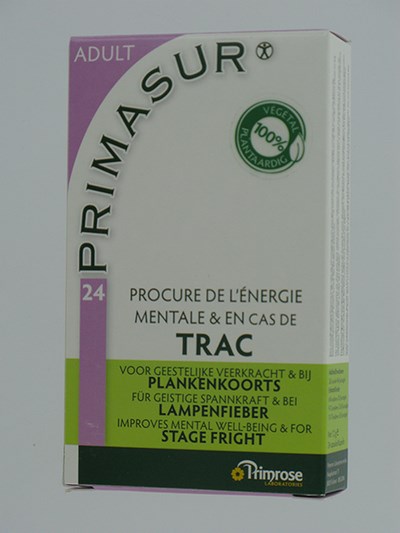 ADULT
PRIMASUR
VEGETAL
100%
PLANTAARDIG
24
PROCURE DE L'ÉNERGIE
MENTALE & EN CAS DE
TRAC
VOOR GEESTELIJKE VEERKRACHT & BIJ
PLANKENKOORTS
FÜR GEISTIGE SPANNKRAFT & BEI
LAMPENFIEBER
IMPROVES MENTAL WELL-BEING & FOR
STAGE FRIGHT
Primrose
LABORATORIES